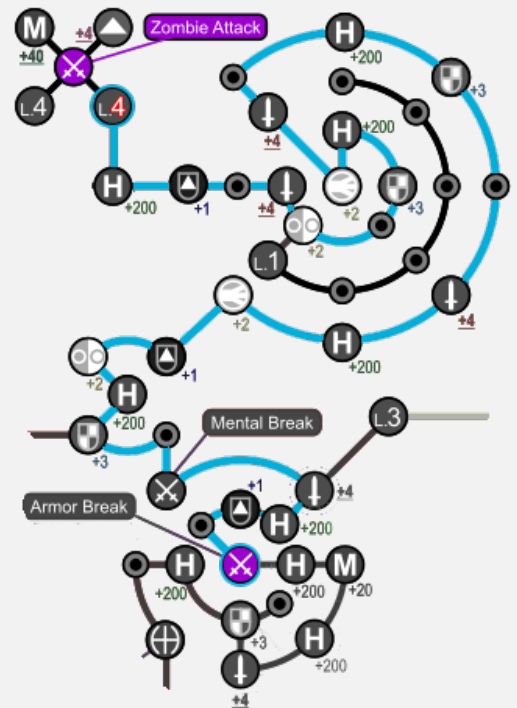 M
+4
Zombie Attack
+40
H
+200
L.4
L.4
+3
+4
H
+200
H
+200
+1
+4
+2
+3
+2
L.1
+2
+4
H
+200
+1
+2
H
+200
+3
L.3
Mental Break
+1
+4
Armor Break
H
+200
H
+200
H
+200
M
+20
+3
H
+200
+4